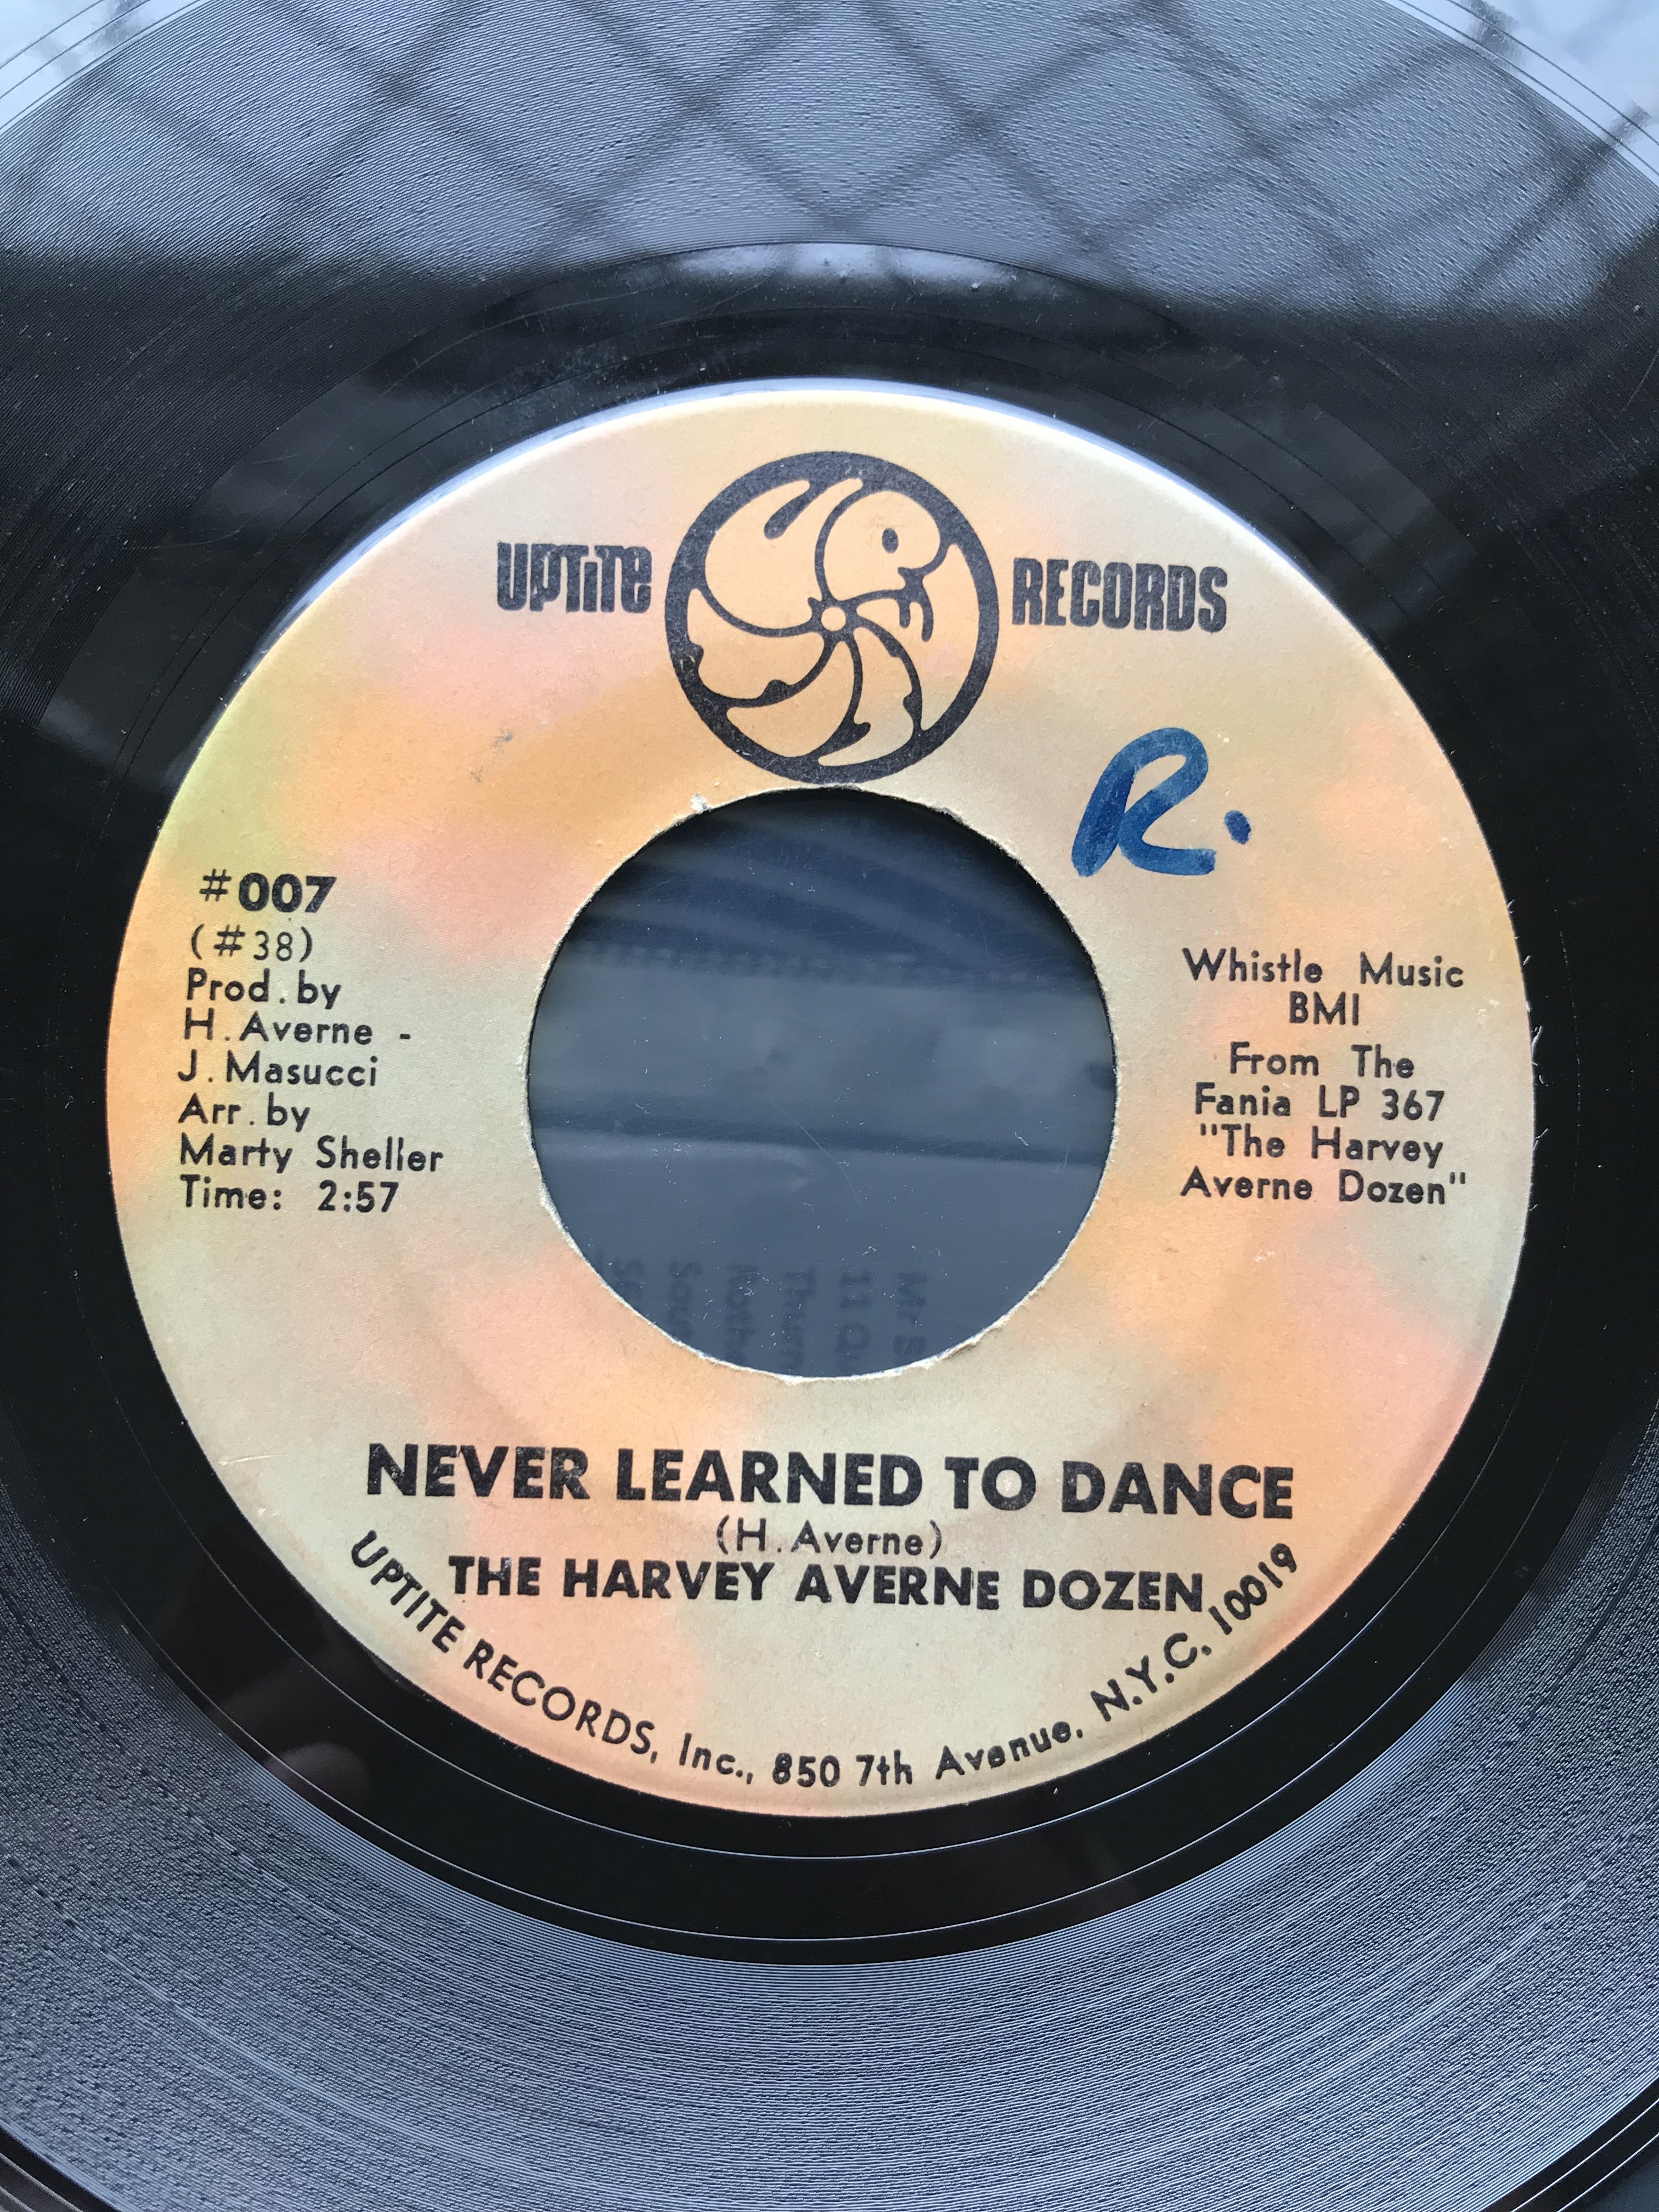 UPTITE RECORDS
R.
#007
(#38)
Prod. by
H. Averne -
J. Masucci
Arr. by
Marty Sheller
Time: 2:57
Whistle Music
BMI
From The
Fania LP 367
"The Harvey
Averne Dozen"
NEVER LEARNED TO DANCE
(H. Averne)
THE HARVEY AVERNE DOZEN
UPTITE RECORDS, Inc., 850 7th Avenue, N.Y.C. 10019